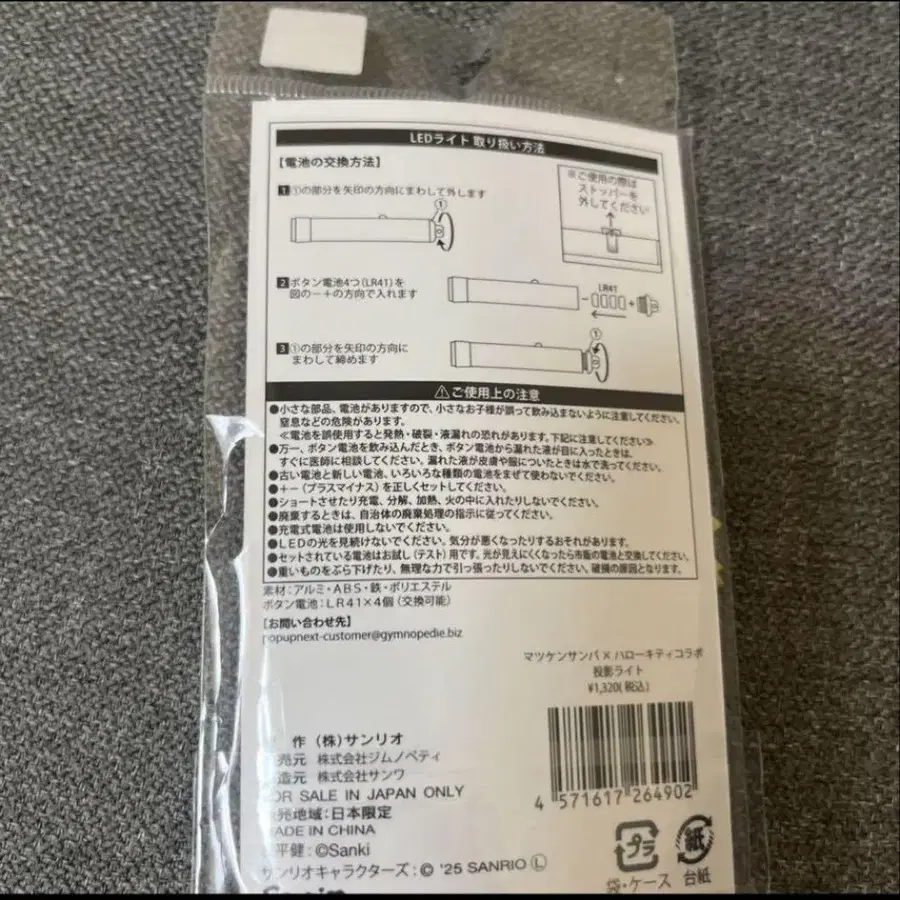 LEDライト 取り扱い方法
【電池の交換方法】
1 ①の部分を矢印の方向にまわして外します
①
※ご使用の際は
ストッパーを
外してください
2 ボタン電池4つ(LR41)を
図の－＋の方向で入れます
LR41
－ ＋
3 ①の部分を矢印の方向に
まわして締めます
①
⚠ご使用上の注意
●小さな部品、電池がありますので、小さなお子様が誤って飲み込まないように注意してください。
窒息などの危険があります。
≪電池を誤使用すると発熱・破裂・液漏れの恐れがあります。下記に注意してください≫
●万一、ボタン電池を飲み込んだとき、ボタン電池から漏れた液が目に入ったときは、
すぐに医師に相談してください。漏れた液が皮膚や服についたときは水で洗ってください。
●古い電池と新しい電池、いろいろな種類の電池をまぜて使わないでください。
●＋－（プラスマイナス）を正しくセットしてください。
●ショートさせたり充電、分解、加熱、火の中に入れたりしないでください。
●廃棄するときは、自治体の廃棄処理の指示に従ってください。
●充電式電池は使用しないでください。
●LEDの光を見続けないでください。気分が悪くなったりするおそれがあります。
●セットされている電池はお試し（テスト）用です。光が見えにくくなったら市販の電池と交換してください。
●重いものをぶら下げたり、無理な力で引っ張ったりしないでください。破損の原因となります。
素材：アルミ・ABS・鉄・ポリエステル
ボタン電池：LR41×4個（交換可能）
【お問い合わせ先】
popupnext-customer@gymnopedie.biz
マツケンサンバ×ハローキティコラボ
投影ライト
¥1,320(税込)
作 （株）サンリオ
売元 株式会社ジムノペティ
造元 株式会社サンワ
FOR SALE IN JAPAN ONLY
発地域：日本限定
MADE IN CHINA
平健：©Sanki
サンリオキャラクターズ：© '25 SANRIO Ⓛ
4 571617 264902
プラ
袋・ケース
紙
台紙